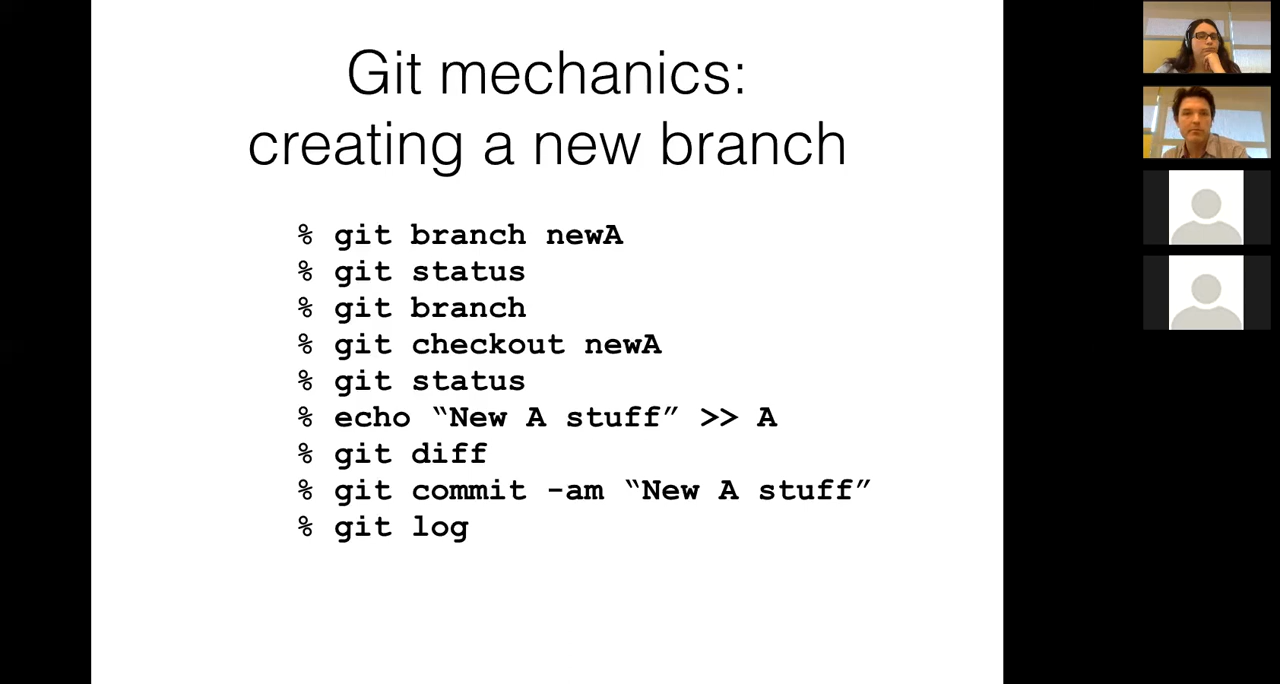 Git mechanics:
creating a new branch
% git branch newA
% git status
% git branch
% git checkout newA
% git status
% echo “New A stuff” >> A
% git diff
% git commit -am “New A stuff”
% git log